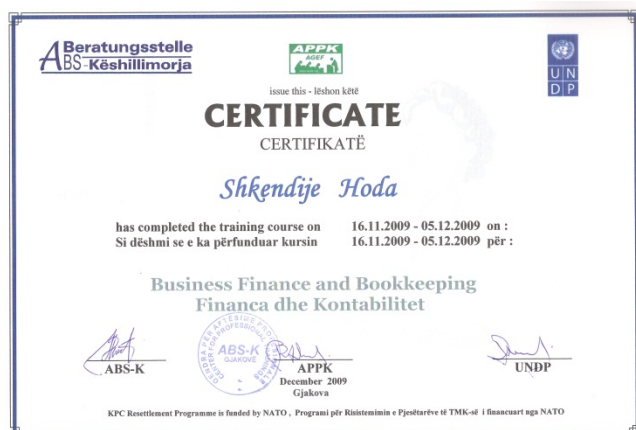 Beratungsstelle
ABS-Këshillimorja
APPK
AGEF
UN
DP
issue this - lëshon këtë
CERTIFICATE
CERTIFIKATË
Shkendije Hoda
has completed the training course on 16.11.2009 - 05.12.2009 on :
Si dëshmi se e ka përfunduar kursin 16.11.2009 - 05.12.2009 për :
Business Finance and Bookkeeping
Financa dhe Kontabilitet
ABS-K
GJAKOVË
ABS-K
APPK
UNDP
December 2009
Gjakova
KPC Resettlement Programme is funded by NATO , Programi për Risistemimin e Pjesëtarëve të TMK-së i financuart nga NATO